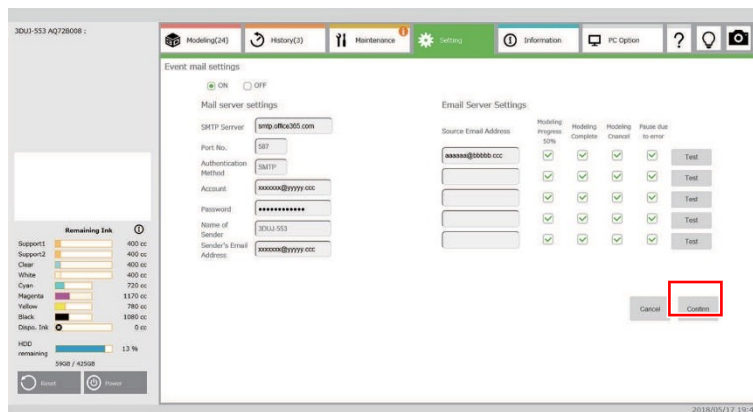 3DUJ-553 AQ72B008 ;
Modeling(24)
History(3)
Maintenance
Setting
Information
PC Option
Event mail settings
ON
OFF
Mail server settings
SMTP Serrver
smtp.office365.com
Port No.
587
Authentication
Method
SMTP
Account
xxxxxxx@yyyyy.ccc
Password
Name of
Sender
3DUJ-553
Sender's Email
Address
xxxxxxx@yyyyy.ccc
Email Server Settings
Source Email Address
Modeling
Progress
50%
Modeling
Complete
Modeling
Cnancel
Pause due
to error
aaaaaa@bbbbb.ccc
Test
Test
Test
Test
Test
Cancel
Confirm
Remaining Ink
Support1 400 cc
Support2 400 cc
Clear 400 cc
White 400 cc
Cyan 720 cc
Magenta 1170 cc
Yellow 780 cc
Black 1080 cc
Dispo. Ink 0 cc
HDD
remaining
13 %
59GB / 425GB
Reset
Power
2018/05/17 19:4